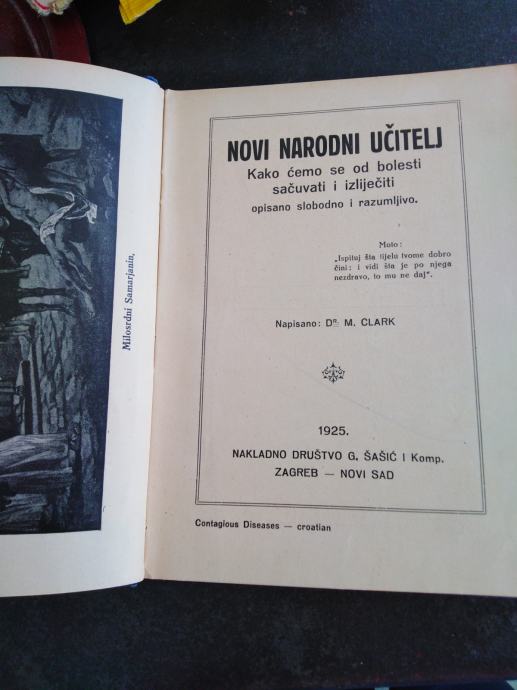 Milosrdni Samarjanin,
NOVI NARODNI UČITELJ
Kako ćemo se od bolesti
sačuvati i izliječiti
opisano slobodno i razumljivo.
Moto:
„Ispituj šta tijelu tvome dobro
čini: i vidi šta je po njega
nezdravo, to mu ne daj“.
Napisano: Dr. M. CLARK
1925.
NAKLADNO DRUŠTVO G. ŠAŠIĆ I Komp.
ZAGREB — NOVI SAD
Contagious Diseases — croatian